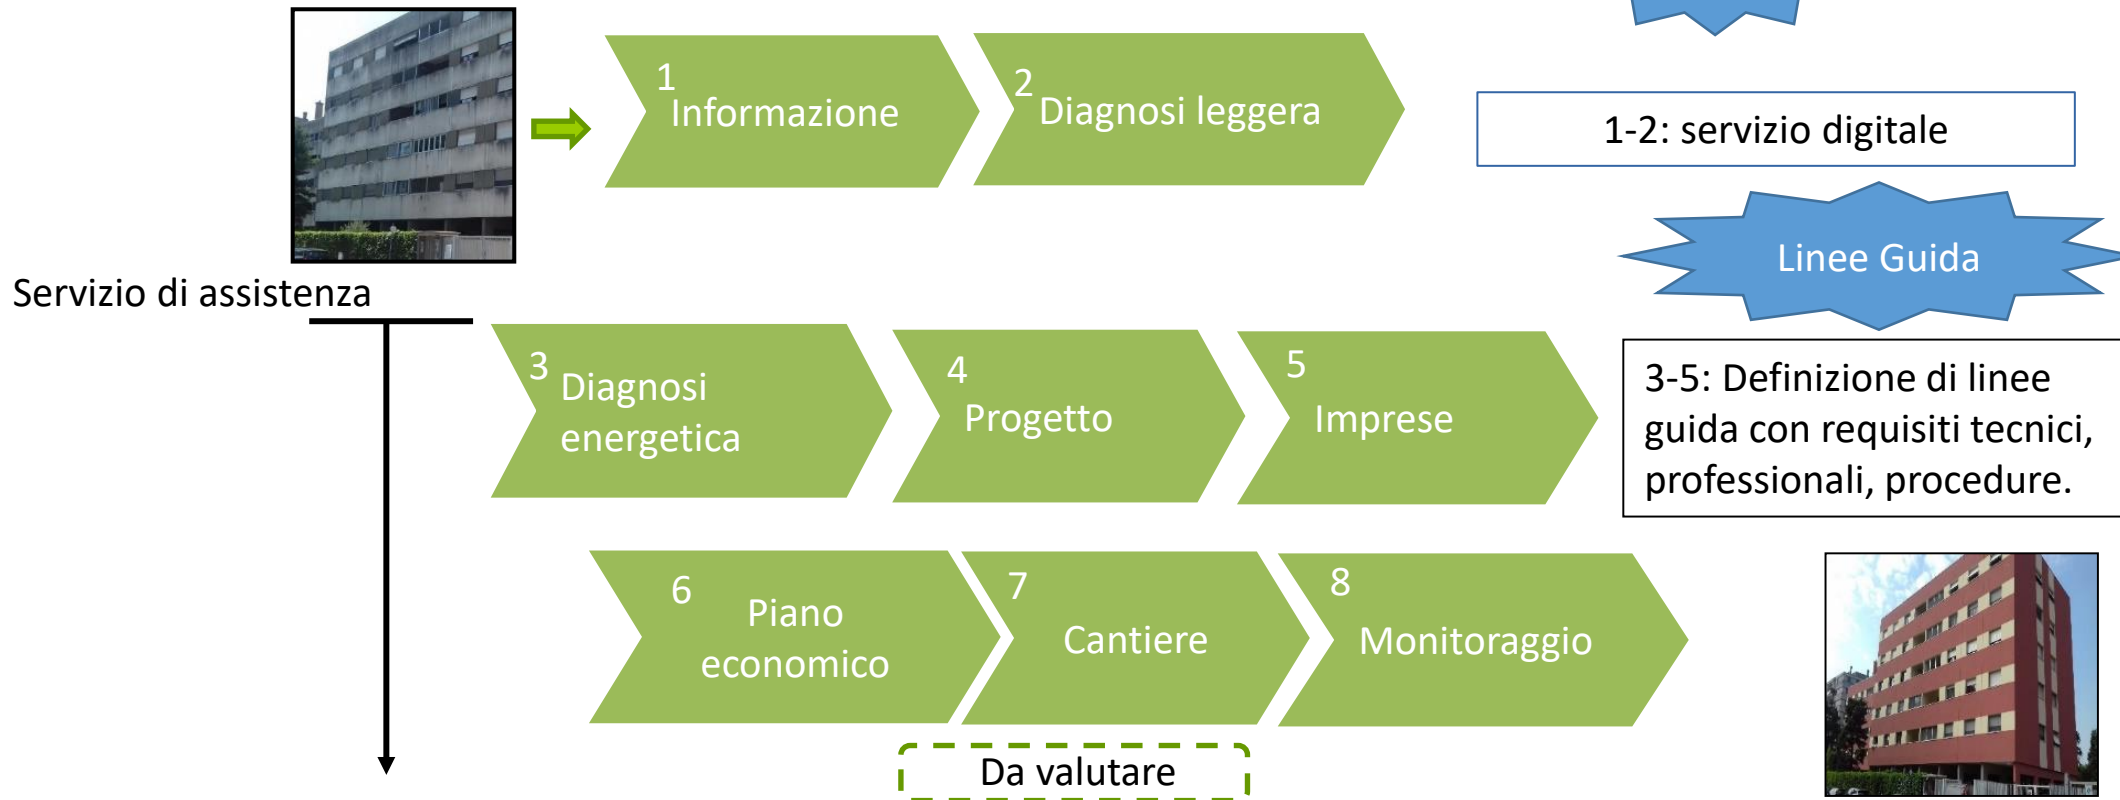 1
Informazione
2
Diagnosi leggera
1-2: servizio digitale
Linee Guida
Servizio di assistenza
3
Diagnosi
energetica
4
Progetto
5
Imprese
3-5: Definizione di linee
guida con requisiti tecnici,
professionali, procedure.
6
Piano
economico
7
Cantiere
8
Monitoraggio
Da valutare